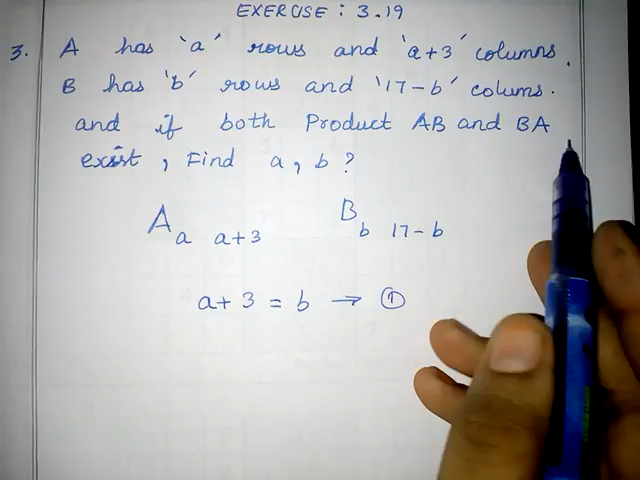 EXERCISE : 3.19
3. A has 'a' rows and 'a+3' columns.
B has 'b' rows and '17-b' colums.
and if both Product AB and BA
exist, Find a, b ?
A a a+3 B b 17-b
a+3 = b → ①